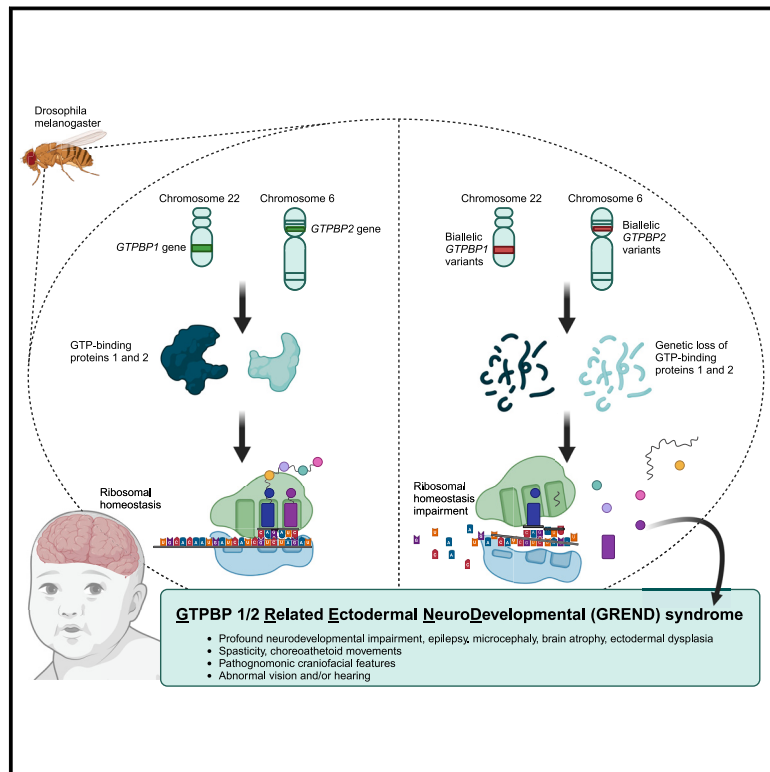 Drosophila
melanogaster
Chromosome 22
Chromosome 6
GTPBP1 gene
GTPBP2 gene
GTP-binding
proteins 1 and 2
Ribosomal
homeostasis
CAGAUC
Chromosome 22
Chromosome 6
Biallelic
GTPBP1
variants
Biallelic
GTPBP2
variants
Genetic loss of
GTP-binding
proteins 1 and 2
Ribosomal homeostasis
impairment
GTPBP 1/2 Related Ectodermal NeuroDevelopmental (GREND) syndrome
• Profound neurodevelopmental impairment, epilepsy, microcephaly, brain atrophy, ectodermal dysplasia
• Spasticity, choreoathetoid movements
• Pathognomonic craniofacial features
• Abnormal vision and/or hearing